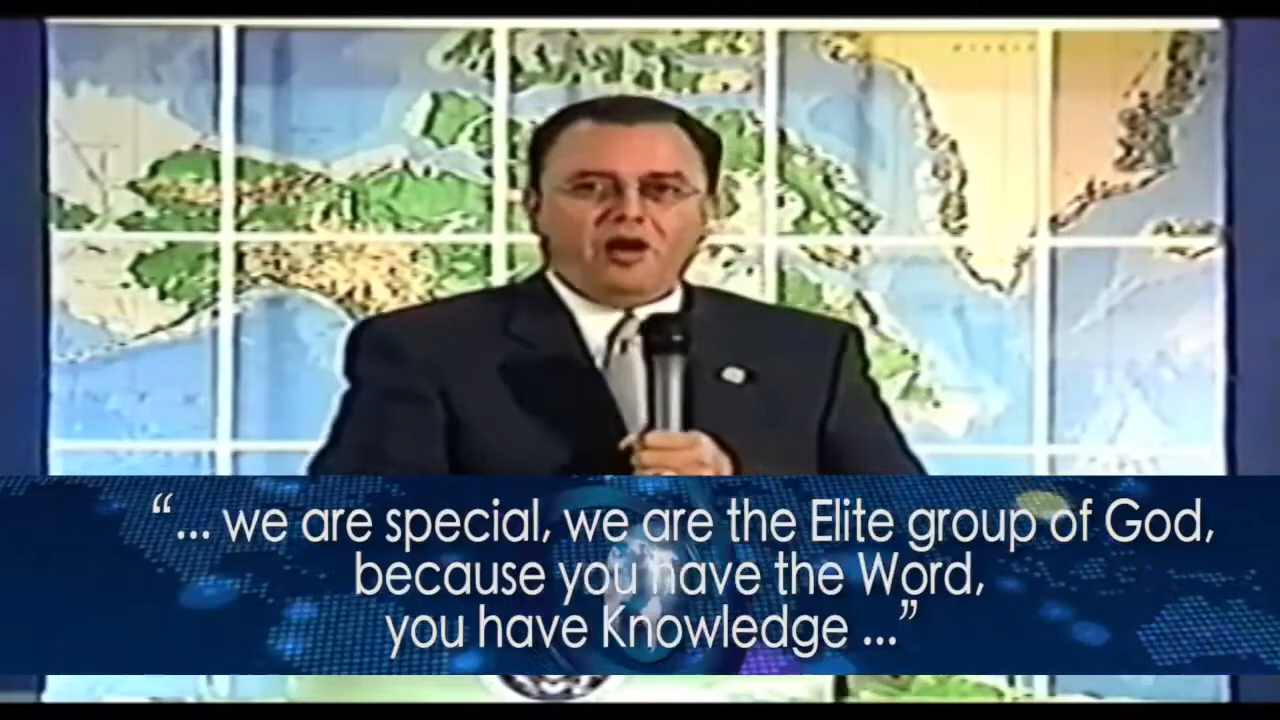 “... we are special, we are the Elite group of God,
because you have the Word,
you have Knowledge ...”